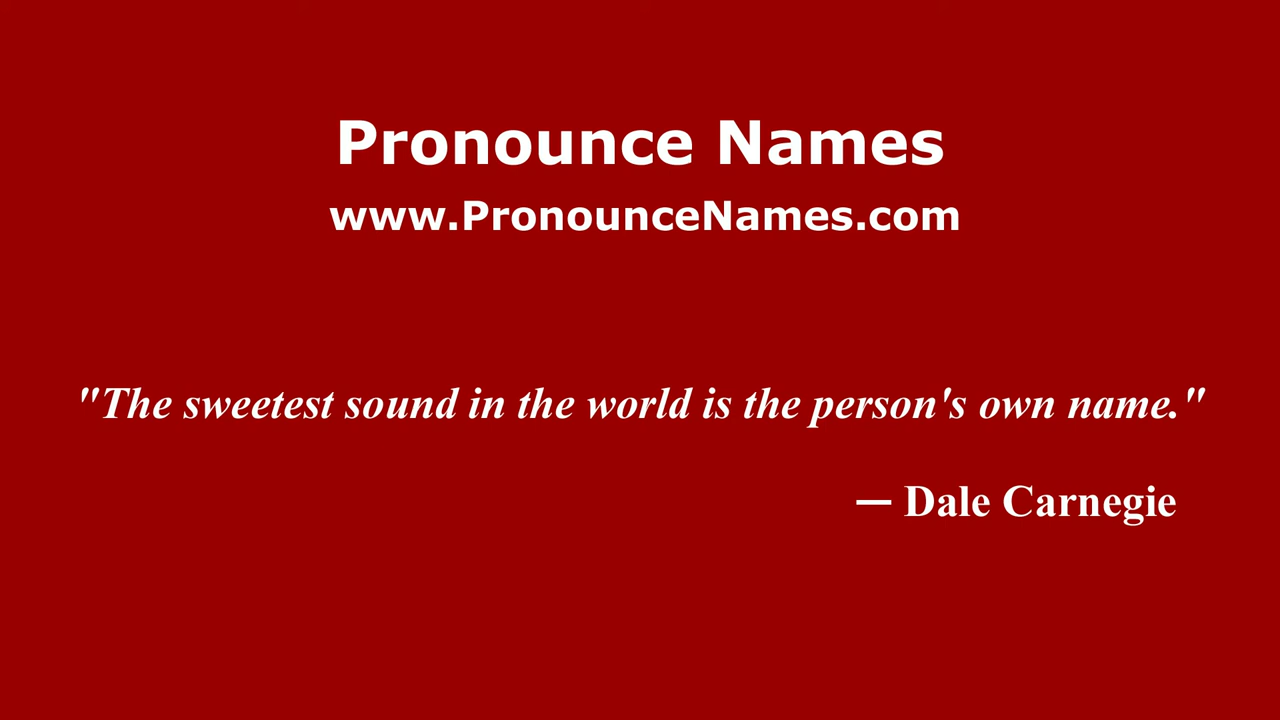 Pronounce Names
www.PronounceNames.com
"The sweetest sound in the world is the person's own name."
— Dale Carnegie